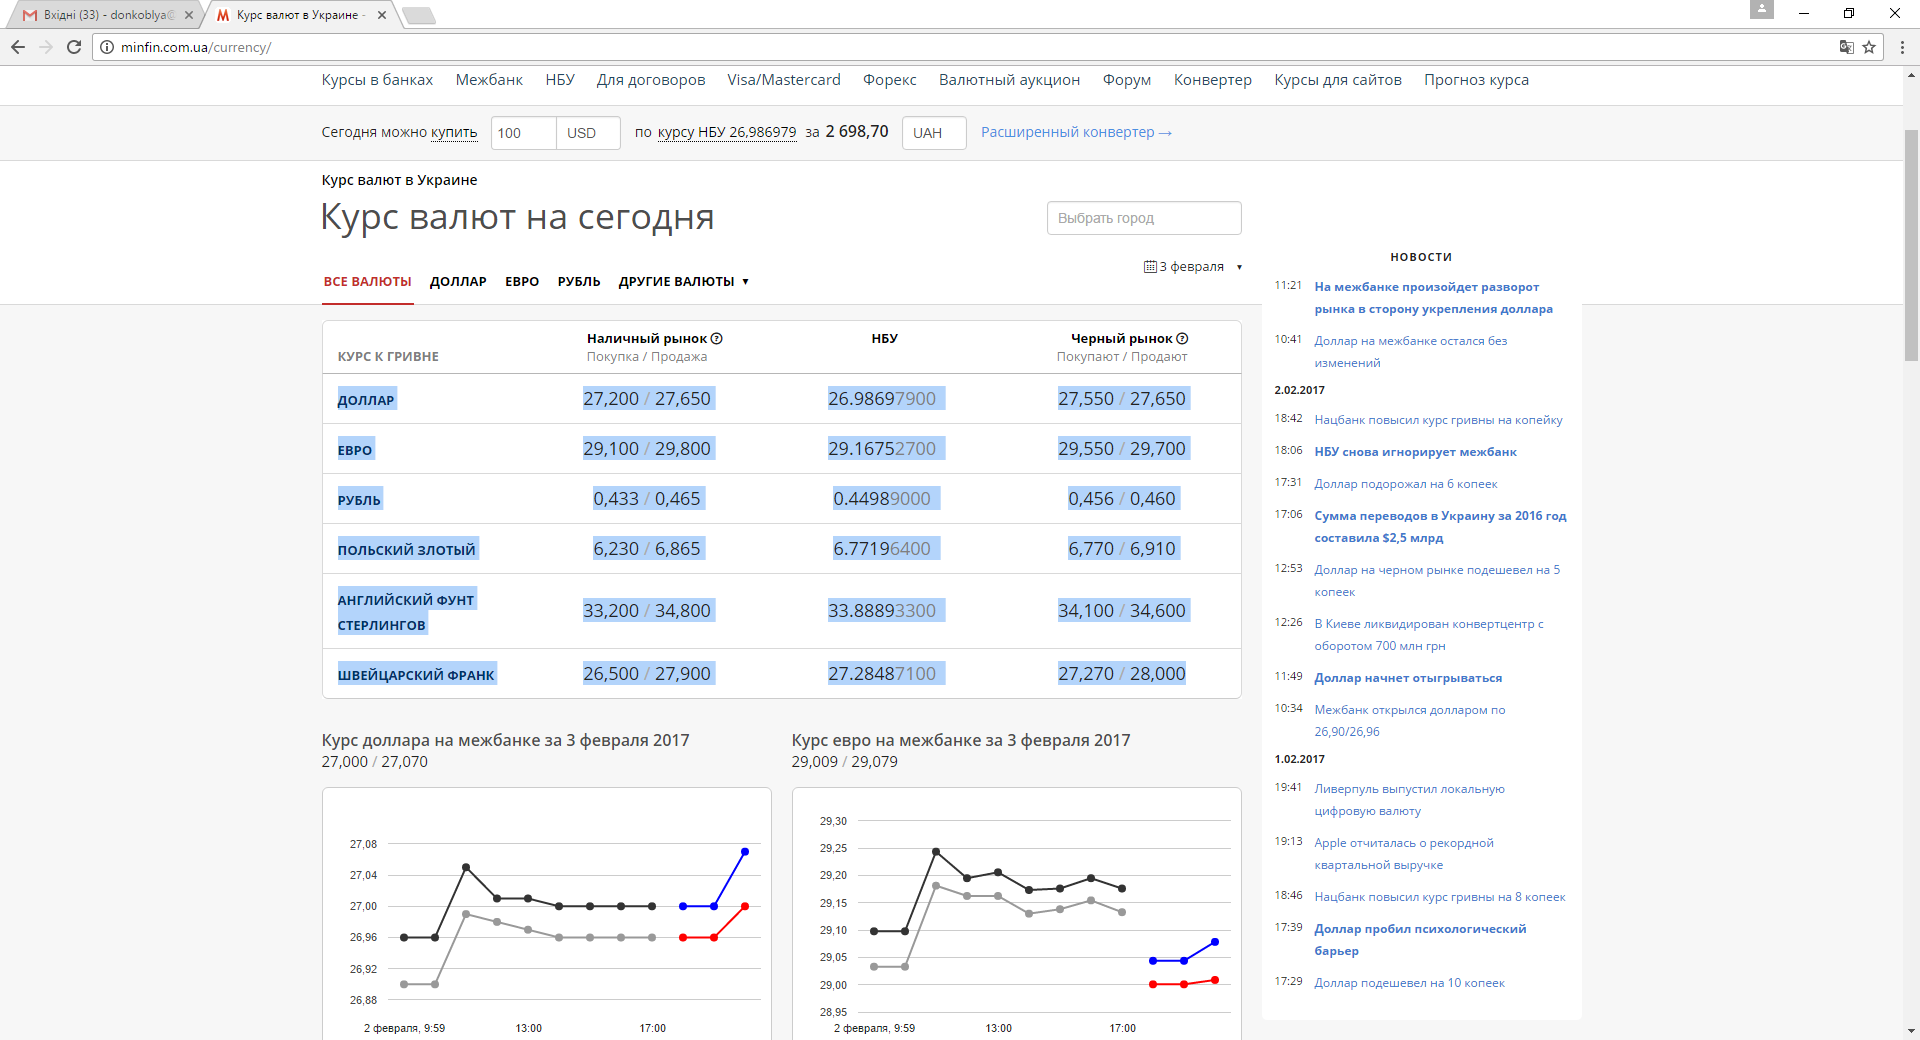 Вхідні (33) - donkoblya@
Курс валют в Украине -
minfin.com.ua/currency/
Курсы в банках Межбанк НБУ Для договоров Visa/Mastercard Форекс Валютный аукцион Форум Конвертер Курсы для сайтов Прогноз курса
Сегодня можно купить 100 USD по курсу НБУ 26,986979 за 2 698,70 UAH Расширенный конвертер →
Курс валют в Украине
Курс валют на сегодня
Выбрать город
3 февраля
ВСЕ ВАЛЮТЫ ДОЛЛАР ЕВРО РУБЛЬ ДРУГИЕ ВАЛЮТЫ ▼
Наличный рынок НБУ Черный рынок
КУРС К ГРИВНЕ Покупка / Продажа Покупают / Продают
ДОЛЛАР 27,200 / 27,650 26.98697900 27,550 / 27,650
ЕВРО 29,100 / 29,800 29.16752700 29,550 / 29,700
РУБЛЬ 0,433 / 0,465 0.44989000 0,456 / 0,460
ПОЛЬСКИЙ ЗЛОТЫЙ 6,230 / 6,865 6.77196400 6,770 / 6,910
АНГЛИЙСКИЙ ФУНТ
СТЕРЛИНГОВ 33,200 / 34,800 33.88893300 34,100 / 34,600
ШВЕЙЦАРСКИЙ ФРАНК 26,500 / 27,900 27.28487100 27,270 / 28,000
Курс доллара на межбанке за 3 февраля 2017
27,000 / 27,070
27,08
27,04
27,00
26,96
26,92
26,88
2 февраля, 9:59 13:00 17:00
Курс евро на межбанке за 3 февраля 2017
29,009 / 29,079
29,30
29,25
29,20
29,15
29,10
29,05
29,00
28,95
2 февраля, 9:59 13:00 17:00
НОВОСТИ
11:21 На межбанке произойдет разворот
рынка в сторону укрепления доллара
10:41 Доллар на межбанке остался без
изменений
2.02.2017
18:42 Нацбанк повысил курс гривны на копейку
18:06 НБУ снова игнорирует межбанк
17:31 Доллар подорожал на 6 копеек
17:06 Сумма переводов в Украину за 2016 год
составила $2,5 млрд
12:53 Доллар на черном рынке подешевел на 5
копеек
12:26 В Киеве ликвидирован конвертцентр с
оборотом 700 млн грн
11:49 Доллар начнет отыгрываться
10:34 Межбанк открылся долларом по
26,90/26,96
1.02.2017
19:41 Ливерпуль выпустил локальную
цифровую валюту
19:13 Apple отчиталась о рекордной
квартальной выручке
18:46 Нацбанк повысил курс гривны на 8 копеек
17:39 Доллар пробил психологический
барьер
17:29 Доллар подешевел на 10 копеек